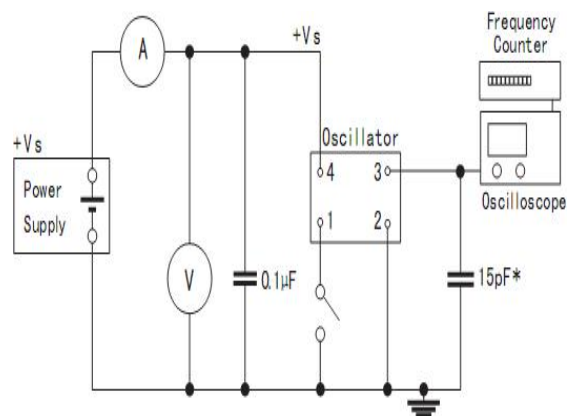 Frequency
Counter
+Vs
A
Oscillator
+Vs
4 3
Power
Supply
1 2
Oscilloscope
V
0.1μF
15pF*